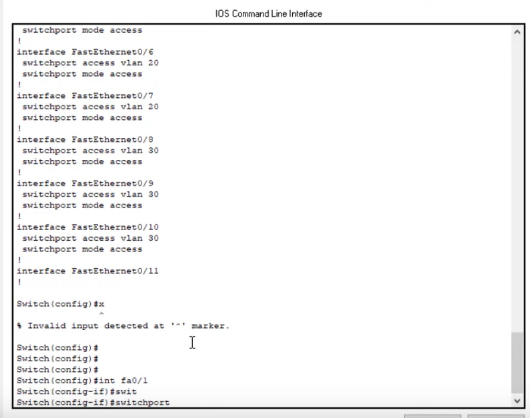 IOS Command Line Interface
switchport mode access
!
interface FastEthernet0/6
switchport access vlan 20
switchport mode access
!
interface FastEthernet0/7
switchport access vlan 20
switchport mode access
!
interface FastEthernet0/8
switchport access vlan 30
switchport mode access
!
interface FastEthernet0/9
switchport access vlan 30
switchport mode access
!
interface FastEthernet0/10
switchport access vlan 30
switchport mode access
!
interface FastEthernet0/11
!
Switch(config)#x
^
% Invalid input detected at '^' marker.
Switch(config)#
Switch(config)#
Switch(config)#
Switch(config)#int fa0/1
Switch(config-if)#swit
Switch(config-if)#switchport